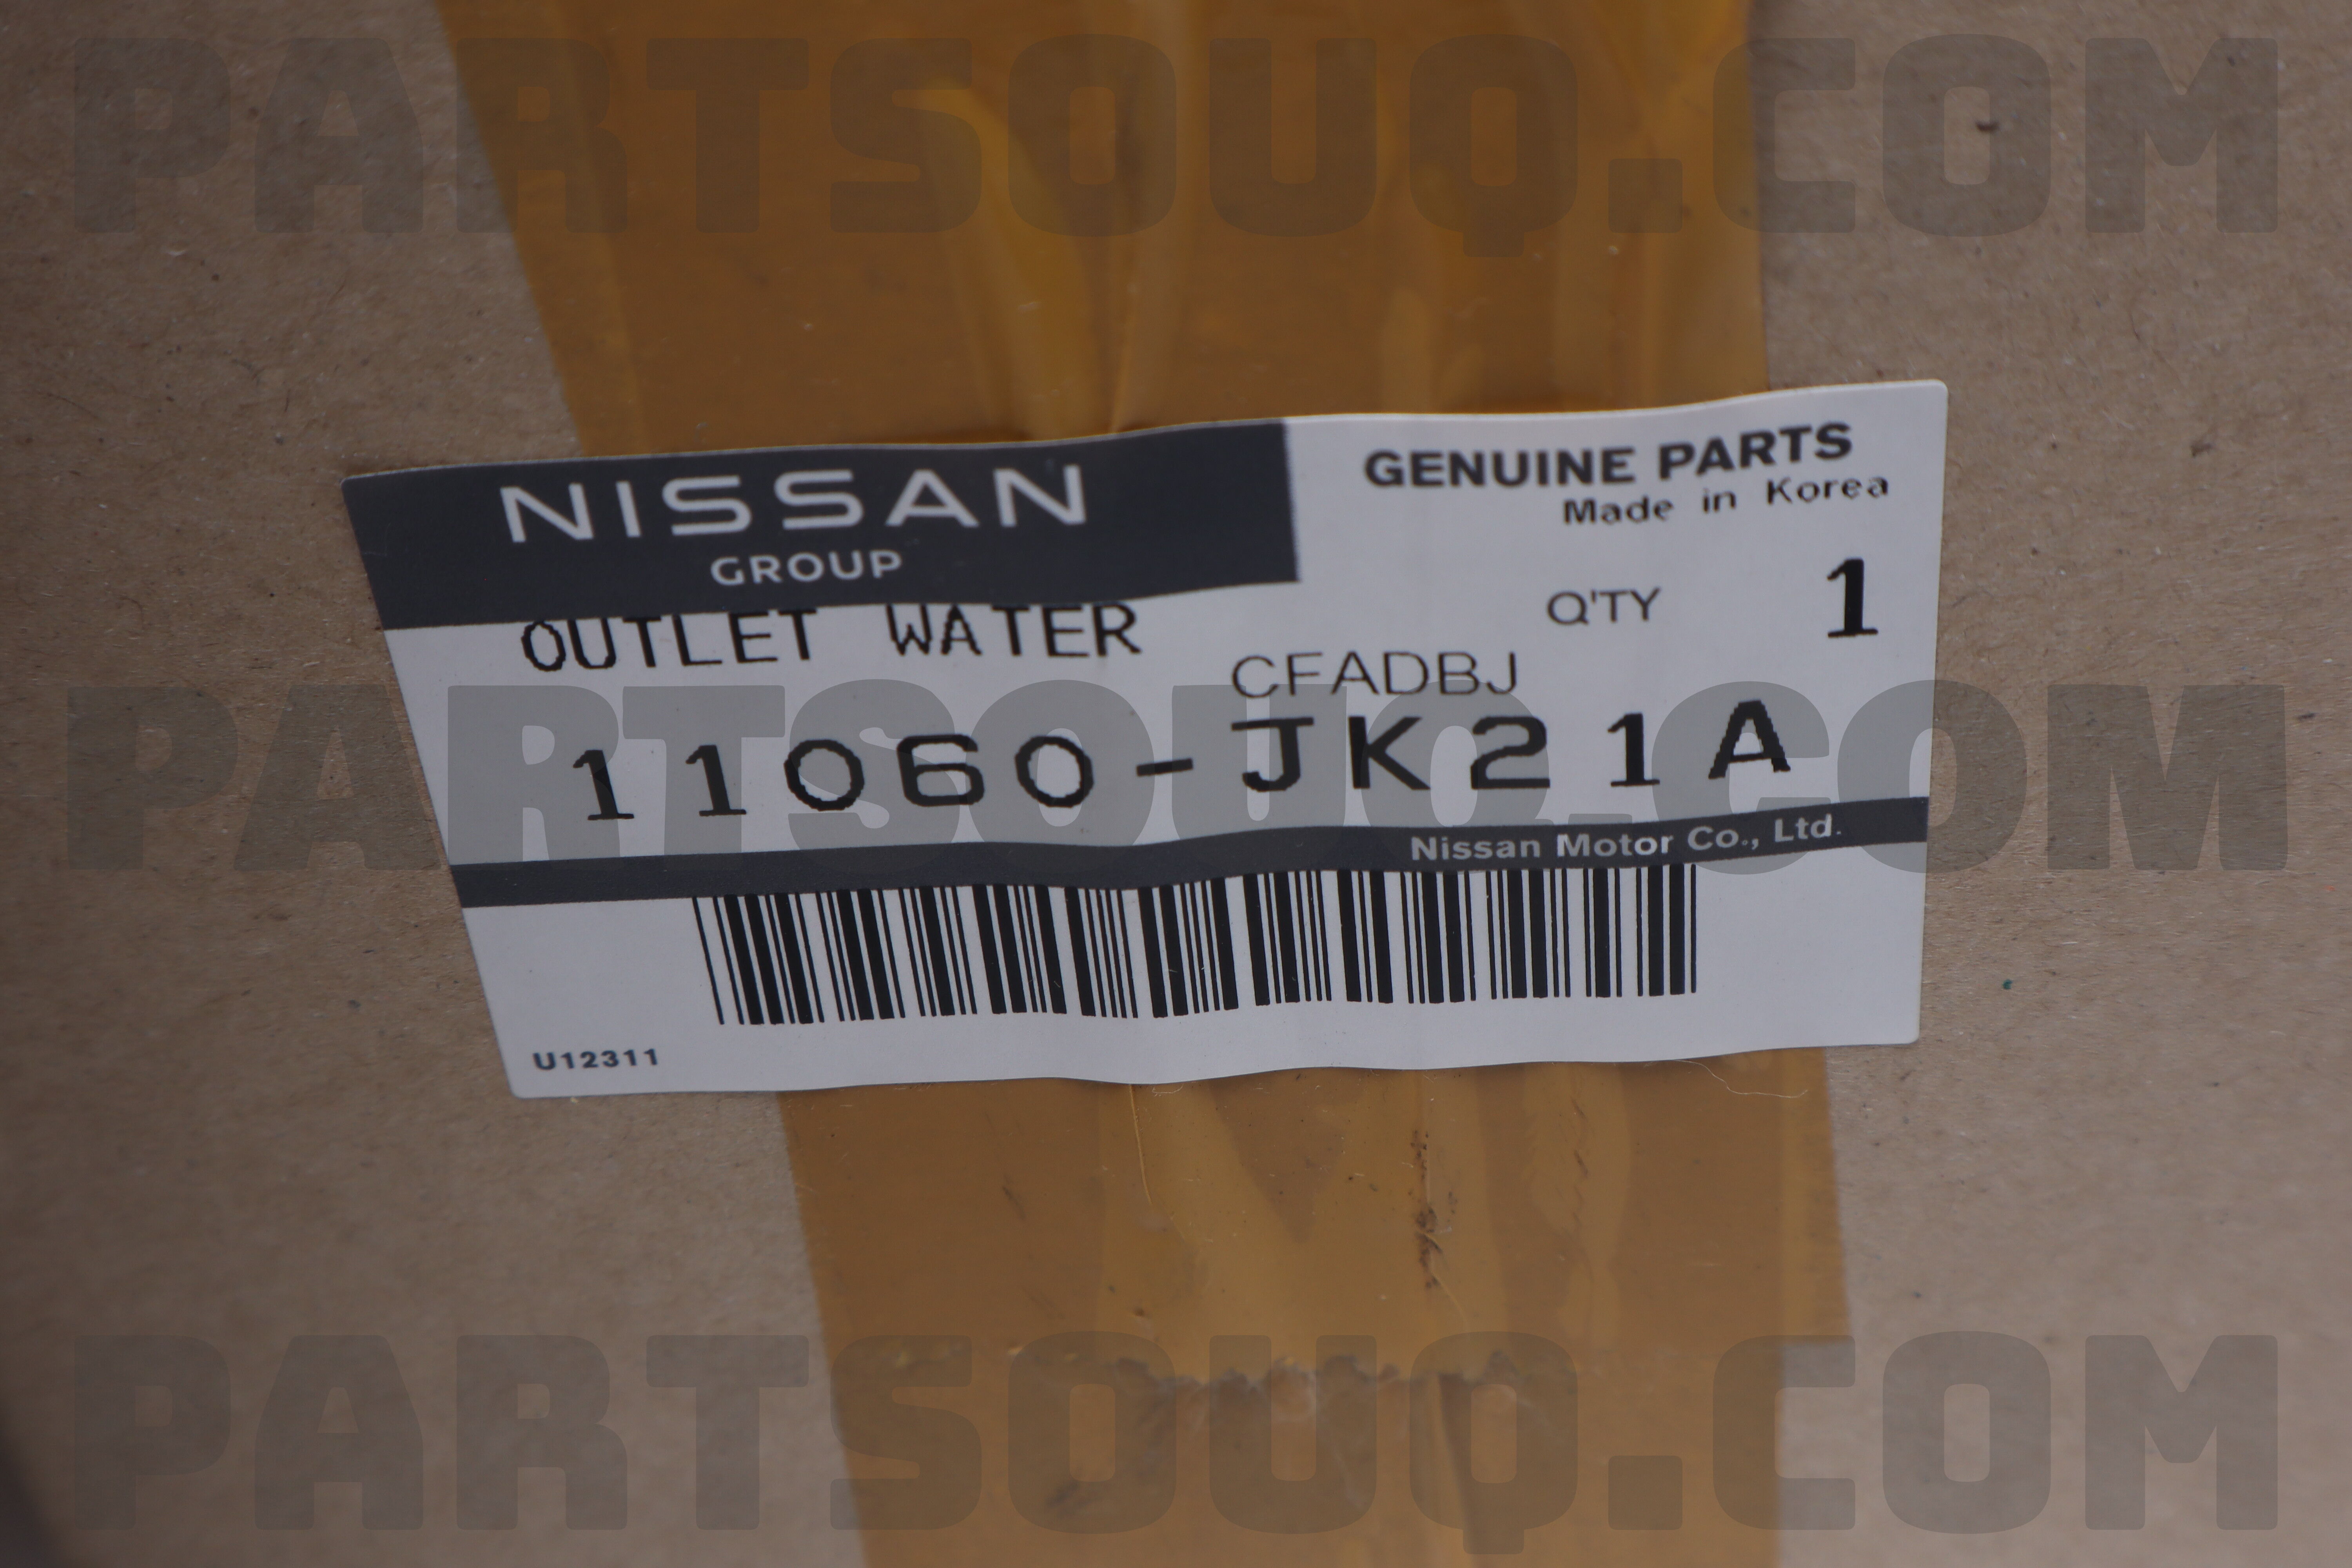 PARTSOUQ.COM
NISSAN
GROUP
GENUINE PARTS
Made in Korea
OUTLET WATER
Q'TY 1
CFADBJ
11060-JK21A
PARTSOUQ.COM
Nissan Motor Co., Ltd.
U12311
PARTSOUQ.COM